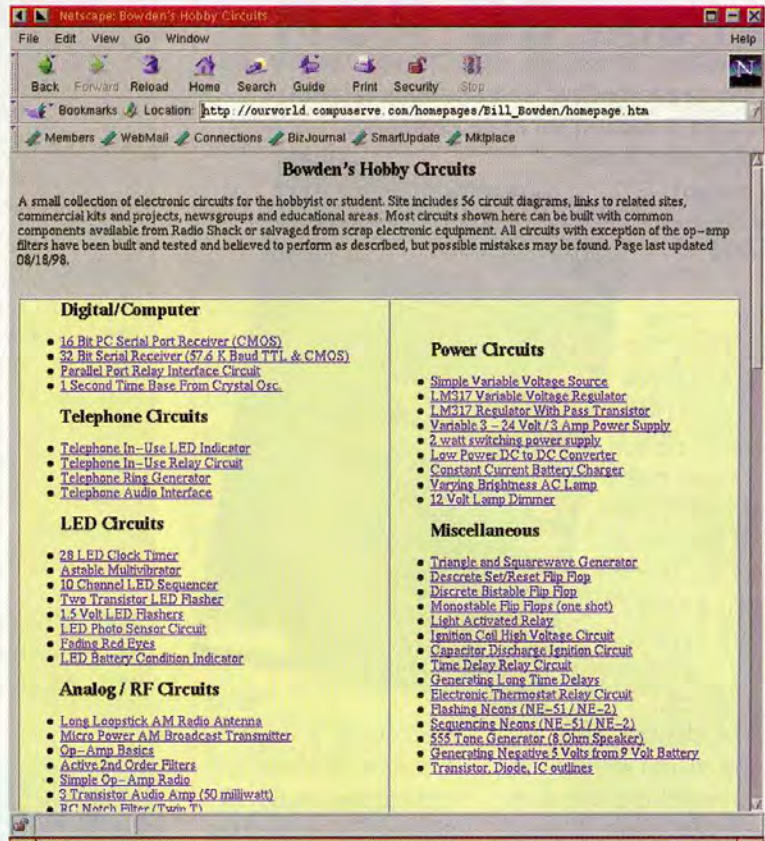 Netscape: Bowden's Hobby Circuits
File Edit View Go Window Help
Back Forward Reload Home Search Guide Print Security Stop
N
Bookmarks Location: http://ourworld.compuserve.com/homepages/Bill_Bowden/homepage.htm
Members WebMail Connections BizJournal SmartUpdate Mktplace
Bowden's Hobby Circuits
A small collection of electronic circuits for the hobbyist or student. Site includes 56 circuit diagrams, links to related sites,
commercial kits and projects, newsgroups and educational areas. Most circuits shown here can be built with common
components available from Radio Shack or salvaged from scrap electronic equipment. All circuits with exception of the op-amp
filters have been built and tested and believed to perform as described, but possible mistakes may be found. Page last updated
08/18/98.
Digital/Computer
16 Bit PC Serial Port Receiver (CMOS)
32 Bit Serial Receiver (57.6 K Baud TTL & CMOS)
Parallel Port Relay Interface Circuit
1 Second Time Base From Crystal Osc.
Telephone Circuits
Telephone In-Use LED Indicator
Telephone In-Use Relay Circuit
Telephone Ring Generator
Telephone Audio Interface
LED Circuits
28 LED Clock Timer
Astable Multivibrator
10 Channel LED Sequencer
Two Transistor LED Flasher
1.5 Volt LED Flashers
LED Photo Sensor Circuit
Fading Red Eyes
LED Battery Condition Indicator
Analog / RF Circuits
Long Loopstick AM Radio Antenna
Micro Power AM Broadcast Transmitter
Op-Amp Basics
Active 2nd Order Filters
Simple Op-Amp Radio
3 Transistor Audio Amp (50 milliwatt)
RC Notch Filter (Twin T)
Power Circuits
Simple Variable Voltage Source
LM317 Variable Voltage Regulator
LM317 Regulator With Pass Transistor
Variable 3 - 24 Volt / 3 Amp Power Supply
2 watt switching power supply
Low Power DC to DC Converter
Constant Current Battery Charger
Varying Brightness AC Lamp
12 Volt Lamp Dimmer
Miscellaneous
Triangle and Squarewave Generator
Descrete Set/Reset Flip Flop
Discrete Bistable Flip Flop
Monostable Flip Flops (one shot)
Light Activated Relay
Ignition Coil High Voltage Circuit
Capacitor Discharge Ignition Circuit
Time Delay Relay Circuit
Generating Long Time Delays
Electronic Thermostat Relay Circuit
Flashing Neons (NE-51 / NE-2)
Sequencing Neons (NE-51 / NE-2)
555 Tone Generator (8 Ohm Speaker)
Generating Negative 5 Volts from 9 Volt Battery
Transistor, Diode, IC outlines